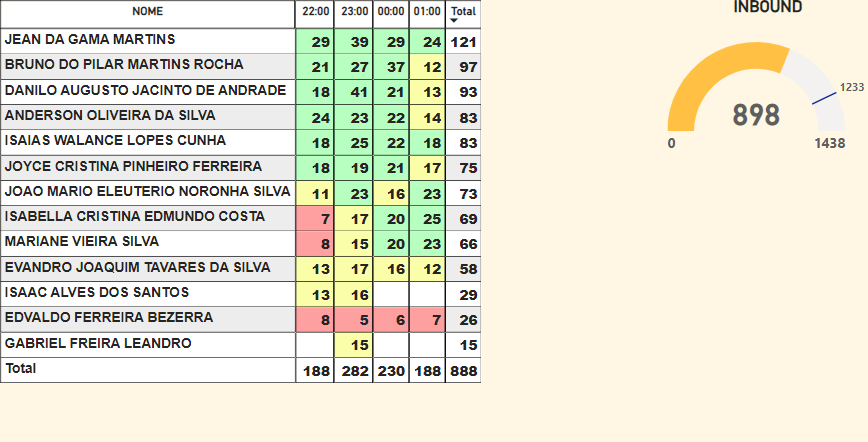 NOME 22:00 23:00 00:00 01:00 Total
JEAN DA GAMA MARTINS 29 39 29 24 121
BRUNO DO PILAR MARTINS ROCHA 21 27 37 12 97
DANILO AUGUSTO JACINTO DE ANDRADE 18 41 21 13 93
ANDERSON OLIVEIRA DA SILVA 24 23 22 14 83
ISAIAS WALANCE LOPES CUNHA 18 25 22 18 83
JOYCE CRISTINA PINHEIRO FERREIRA 18 19 21 17 75
JOAO MARIO ELEUTERIO NORONHA SILVA 11 23 16 23 73
ISABELLA CRISTINA EDMUNDO COSTA 7 17 20 25 69
MARIANE VIEIRA SILVA 8 15 20 23 66
EVANDRO JOAQUIM TAVARES DA SILVA 13 17 16 12 58
ISAAC ALVES DOS SANTOS 13 16 29
EDVALDO FERREIRA BEZERRA 8 5 6 7 26
GABRIEL FREIRA LEANDRO 15 15
Total 188 282 230 188 888
INBOUND
1233
898
0 1438